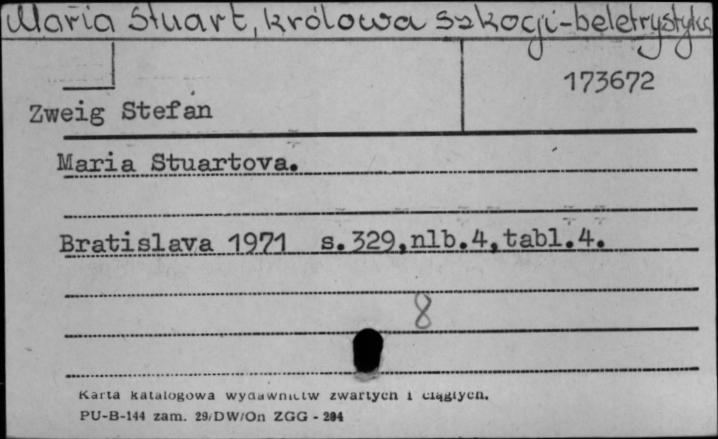 Maria Stuart, królowa szkocji-beletrystyka
173672
Zweig Stefan
Maria Stuartova.
Bratislava 1971 s.329,nlb.4,tabl.4.
8
Karta katalogowa wydawnictw zwartych i ciągłych.
PU-B-144 zam. 29/DW/On ZGG - 294